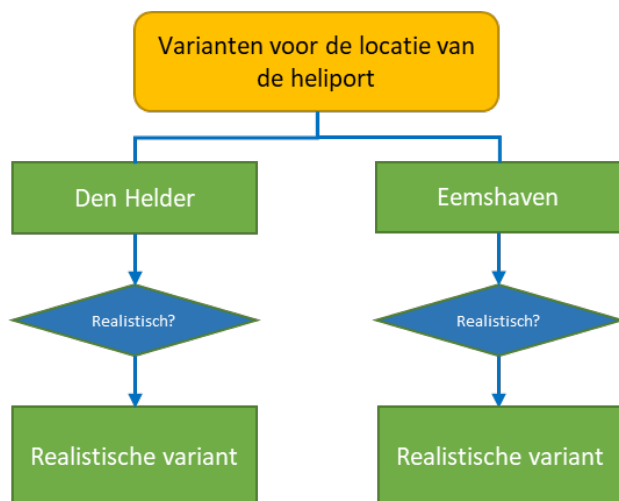 Varianten voor de locatie van
de heliport
Den Helder
Eemshaven
Realistisch?
Realistisch?
Realistische variant
Realistische variant